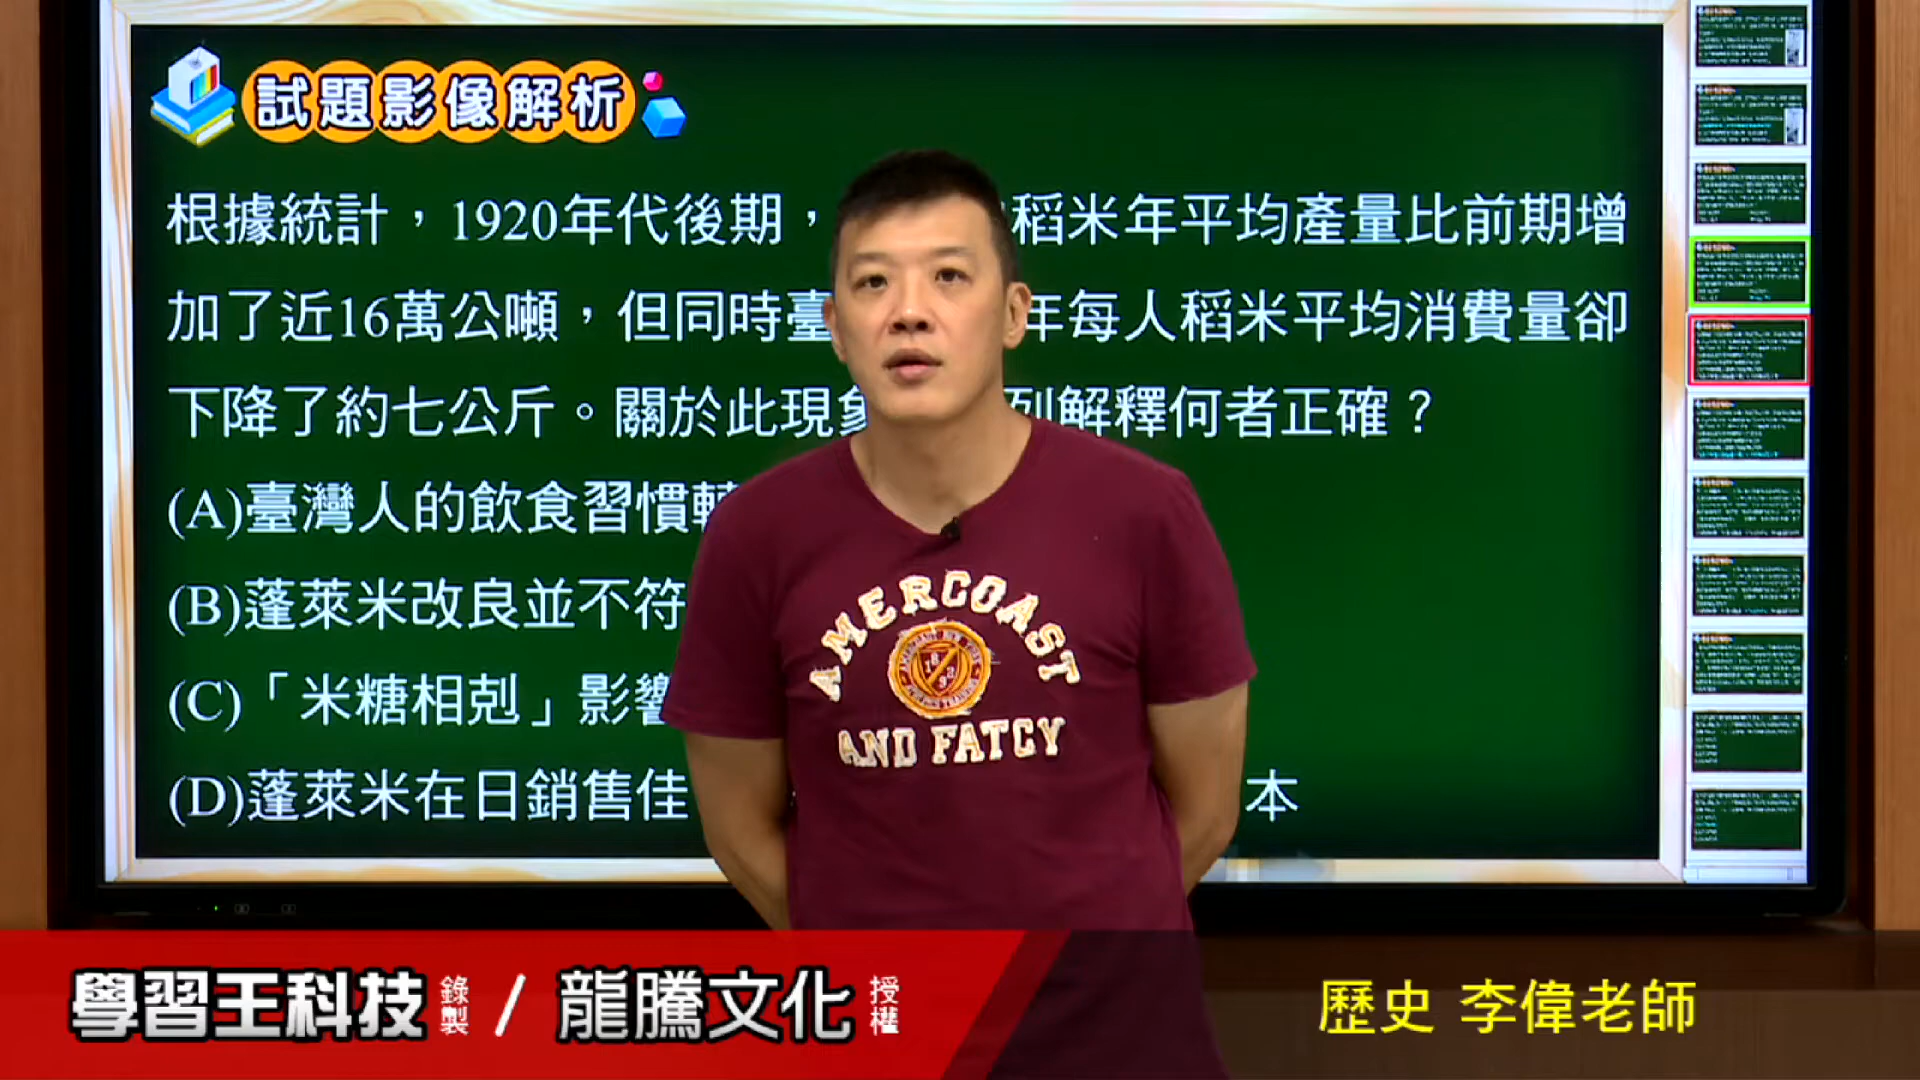 試題影像解析
根據統計，1920年代後期， 稻米年平均產量比前期增
加了近16萬公噸，但同時臺 年每人稻米平均消費量卻
下降了約七公斤。關於此現象 列解釋何者正確？
(A)臺灣人的飲食習慣轉
(B)蓬萊米改良並不符
(C)「米糖相剋」影響
(D)蓬萊米在日銷售佳 本
AMERCOAST
AND FATCY
學習王科技 錄製 / 龍騰文化 授權
歷史 李偉老師